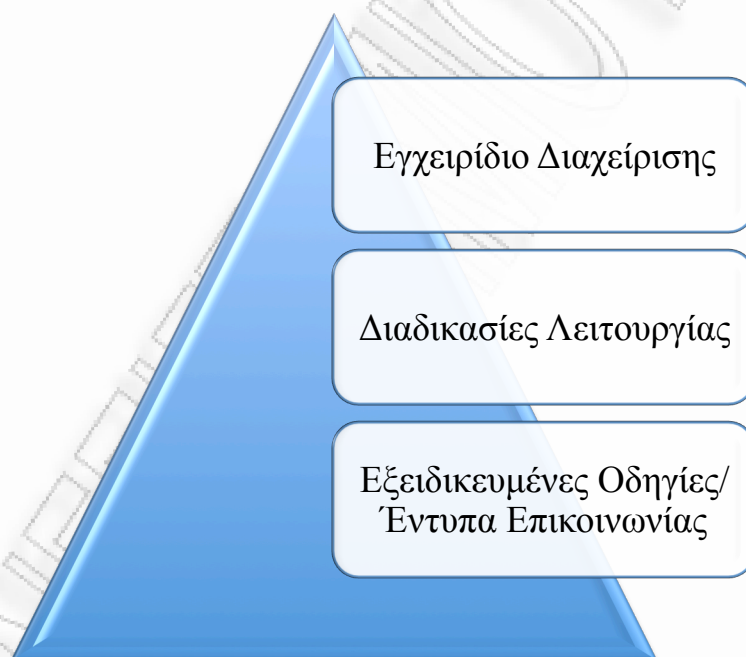 Εγχειρίδιο Διαχείρισης
Διαδικασίες Λειτουργίας
Εξειδικευμένες Οδηγίες/
Έντυπα Επικοινωνίας